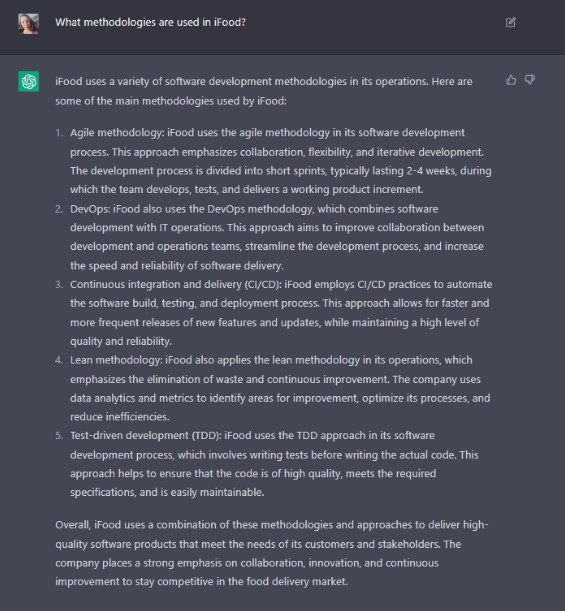 What methodologies are used in iFood?
iFood uses a variety of software development methodologies in its operations. Here are
some of the main methodologies used by iFood:
1. Agile methodology: iFood uses the agile methodology in its software development
process. This approach emphasizes collaboration, flexibility, and iterative development.
The development process is divided into short sprints, typically lasting 2-4 weeks, during
which the team develops, tests, and delivers a working product increment.
2. DevOps: iFood also uses the DevOps methodology, which combines software
development with IT operations. This approach aims to improve collaboration between
development and operations teams, streamline the development process, and increase
the speed and reliability of software delivery.
3. Continuous integration and delivery (CI/CD): iFood employs CI/CD practices to automate
the software build, testing, and deployment process. This approach allows for faster and
more frequent releases of new features and updates, while maintaining a high level of
quality and reliability.
4. Lean methodology: iFood also applies the lean methodology in its operations, which
emphasizes the elimination of waste and continuous improvement. The company uses
data analytics and metrics to identify areas for improvement, optimize its processes, and
reduce inefficiencies.
5. Test-driven development (TDD): iFood uses the TDD approach in its software
development process, which involves writing tests before writing the actual code. This
approach helps to ensure that the code is of high quality, meets the required
specifications, and is easily maintainable.
Overall, iFood uses a combination of these methodologies and approaches to deliver high-
quality software products that meet the needs of its customers and stakeholders. The
company places a strong emphasis on collaboration, innovation, and continuous
improvement to stay competitive in the food delivery market.